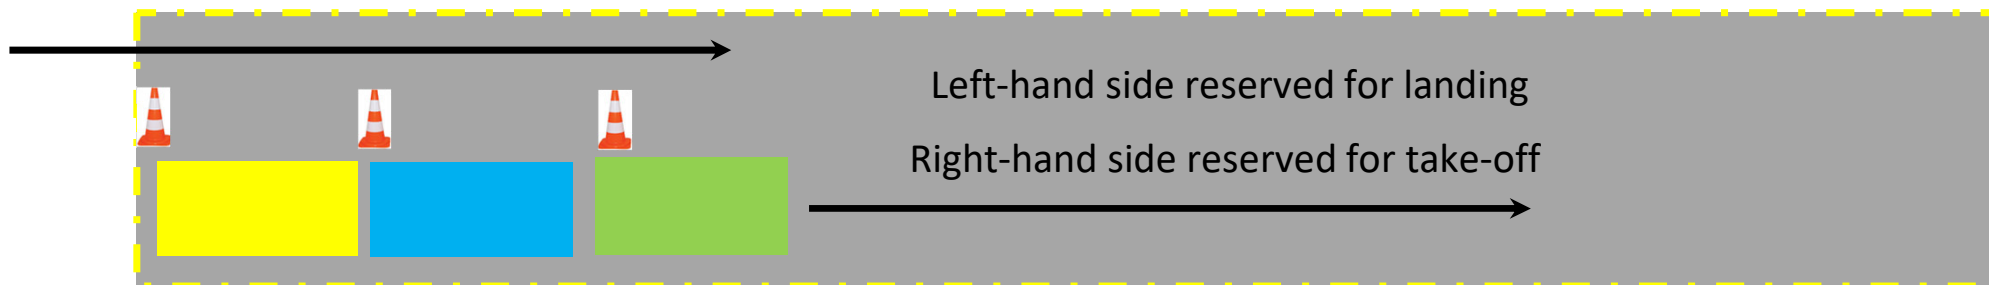 Left-hand side reserved for landing
Right-hand side reserved for take-off